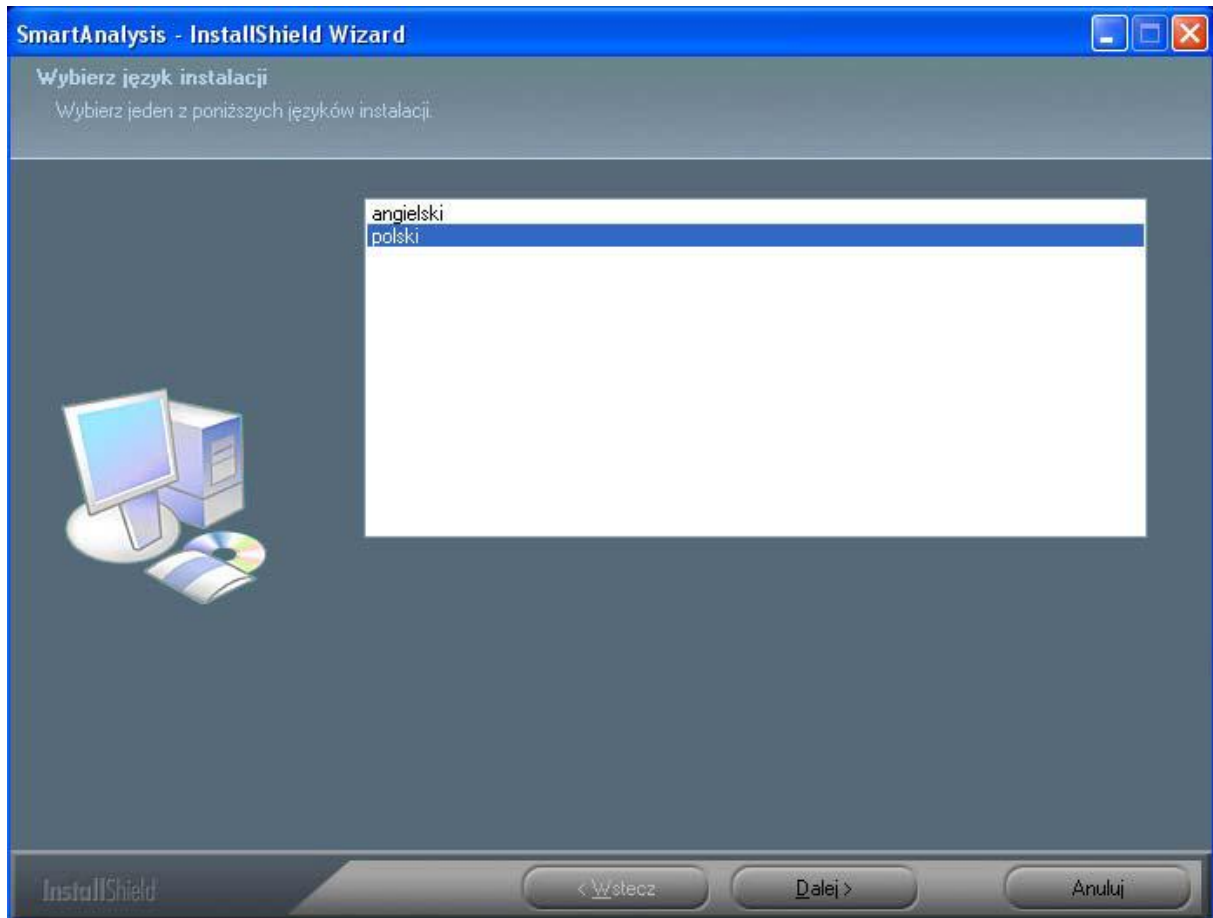 SmartAnalysis - InstallShield Wizard
Wybierz język instalacji
Wybierz jeden z poniższych języków instalacji.
angielski
polski
InstallShield
< Wstecz
Dalej >
Anuluj